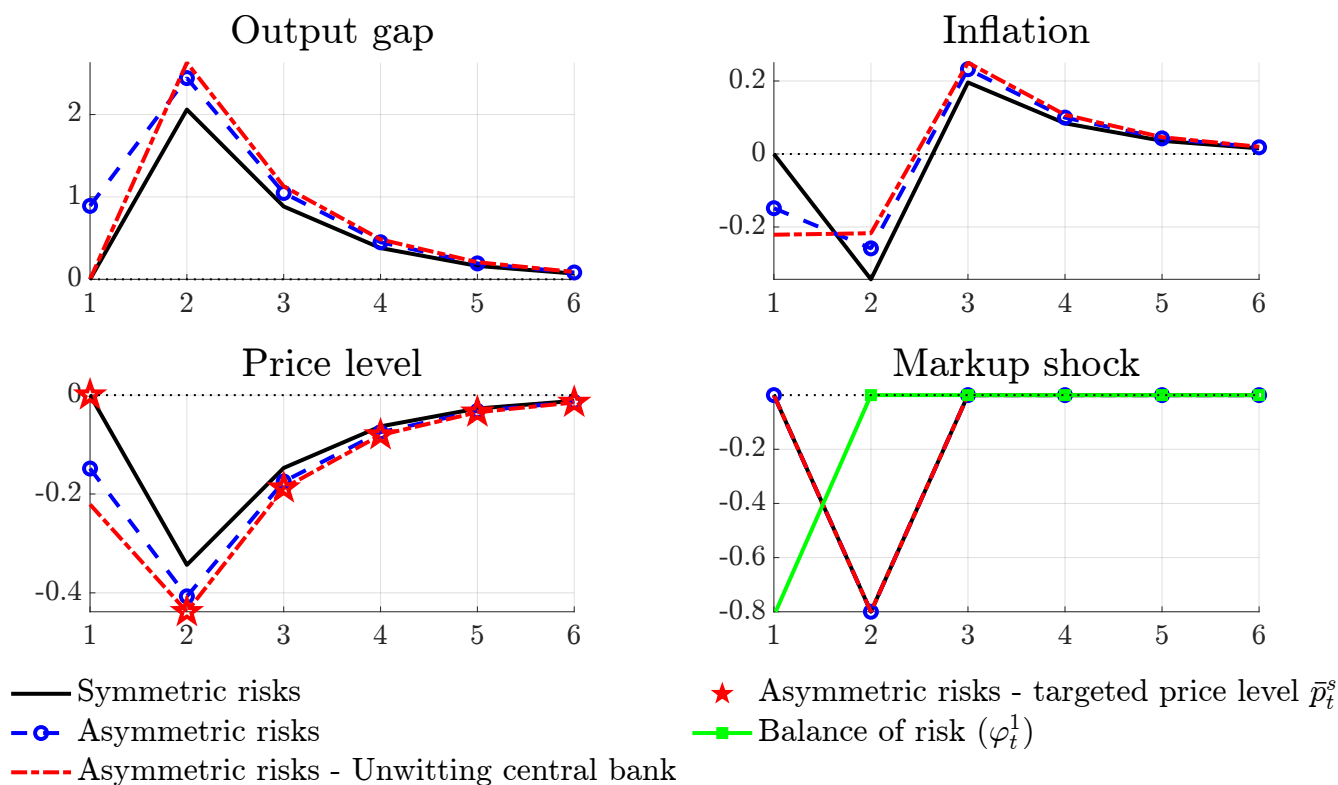 Output gap
2
1
0
1 2 3 4 5 6
Inflation
0.2
0
-0.2
1 2 3 4 5 6
Price level
0
-0.2
-0.4
1 2 3 4 5 6
Markup shock
-0.2
-0.4
-0.6
-0.8
1 2 3 4 5 6
Symmetric risks
Asymmetric risks
Asymmetric risks - Unwitting central bank
Asymmetric risks - targeted price level p̄ₜˢ
Balance of risk (φₜ¹)